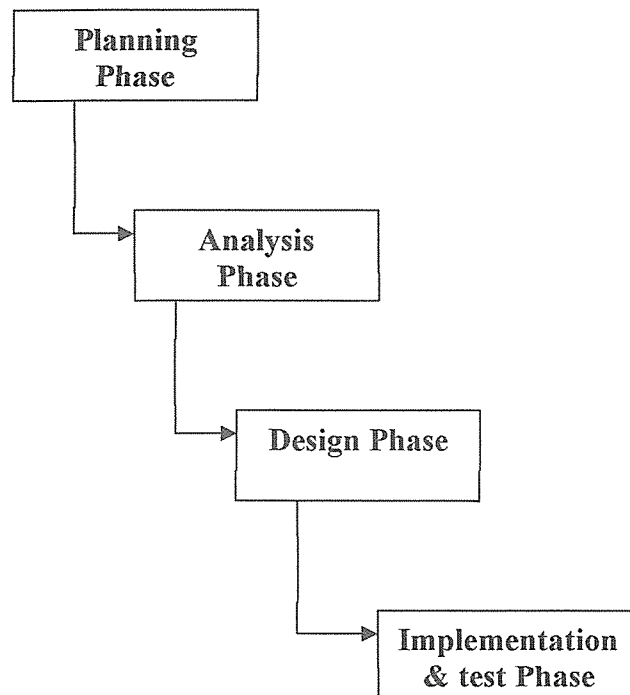 Planning
Phase
Analysis
Phase
Design Phase
Implementation
& test Phase